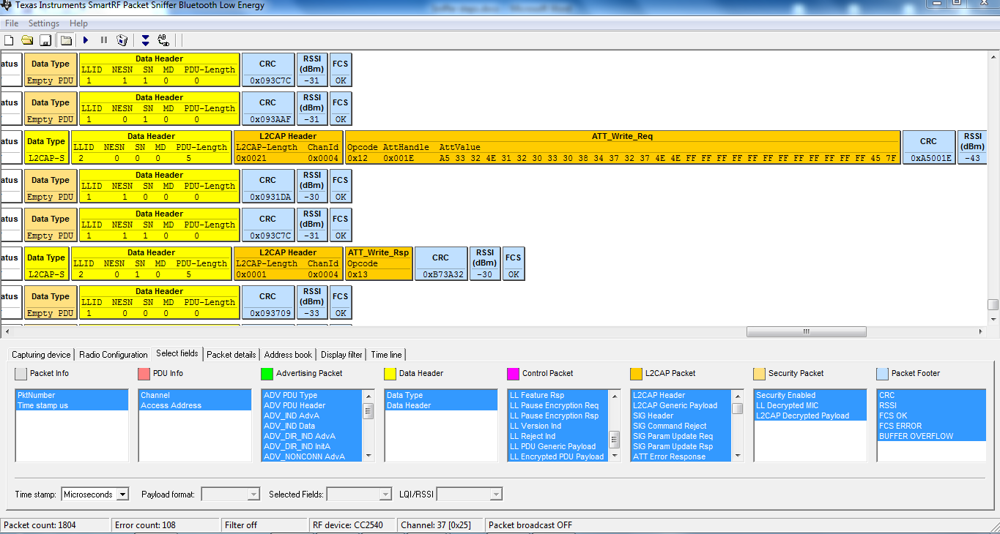 Texas Instruments SmartRF Packet Sniffer Bluetooth Low Energy
File Settings Help
atus Data Type Data Header CRC RSSI (dBm) FCS
LLID NESN SN MD PDU-Length
Empty PDU 1 1 1 0 0 0x093C7C -31 OK
atus Data Type Data Header CRC RSSI (dBm) FCS
LLID NESN SN MD PDU-Length
Empty PDU 1 0 1 0 0 0x093AAF -31 OK
atus Data Type Data Header L2CAP Header ATT_Write_Req CRC RSSI (dBm)
LLID NESN SN MD PDU-Length L2CAP-Length ChanId Opcode AttHandle AttValue
L2CAP-S 2 0 0 0 5 0x0021 0x0004 0x12 0x001E A5 33 32 4E 31 32 30 33 30 38 34 37 32 37 4E 4E FF FF FF FF FF FF FF FF FF FF FF FF FF 45 7F 0xA5001E -43
atus Data Type Data Header CRC RSSI (dBm) FCS
LLID NESN SN MD PDU-Length
Empty PDU 1 1 0 0 0 0x0931DA -30 OK
atus Data Type Data Header CRC RSSI (dBm) FCS
LLID NESN SN MD PDU-Length
Empty PDU 1 1 1 0 0 0x093C7C -31 OK
atus Data Type Data Header L2CAP Header ATT_Write_Rsp CRC RSSI (dBm) FCS
LLID NESN SN MD PDU-Length L2CAP-Length ChanId Opcode
L2CAP-S 2 0 1 0 5 0x0001 0x0004 0x13 0xB73A32 -30 OK
atus Data Type Data Header CRC RSSI (dBm) FCS
LLID NESN SN MD PDU-Length
Empty PDU 1 0 0 0 0 0x093709 -33 OK
Capturing device Radio Configuration Select fields Packet details Address book Display filter Time line
Packet Info PDU Info Advertising Packet Data Header Control Packet L2CAP Packet Security Packet Packet Footer
PktNumber Channel ADV PDU Type Data Type LL Feature Rsp L2CAP Header Security Enabled CRC
Time stamp us Access Address ADV PDU Header Data Header LL Pause Encryption Req L2CAP Generic Payload LL Decrypted MIC RSSI
ADV_IND AdvA LL Pause Encryption Rsp SIG Header L2CAP Decrypted Payload FCS OK
ADV_IND Data LL Version Ind SIG Command Reject FCS ERROR
ADV_DIR_IND AdvA LL Reject Ind SIG Param Update Req BUFFER OVERFLOW
ADV_DIR_IND InitA LL PDU Generic Payload SIG Param Update Rsp
ADV_NONCONN AdvA LL Encrypted PDU Payload ATT Error Response
Time stamp: Microseconds Payload format: Selected Fields: LQI/RSSI
Packet count: 1804 Error count: 108 Filter off RF device: CC2540 Channel: 37 [0x25] Packet broadcast OFF